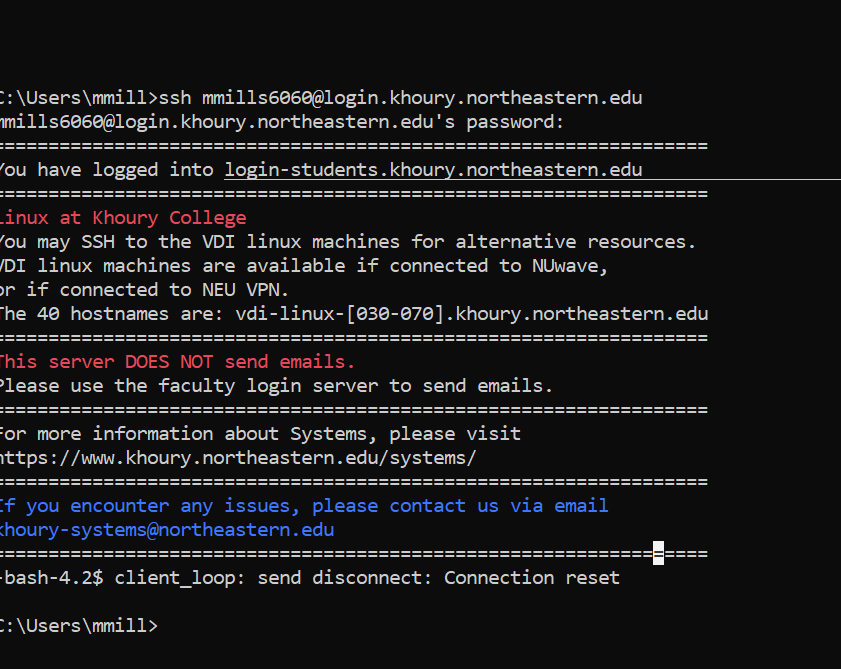 C:\Users\mmill>ssh mmills6060@login.khoury.northeastern.edu
mmills6060@login.khoury.northeastern.edu's password:
=================================================================
You have logged into login-students.khoury.northeastern.edu
=================================================================
Linux at Khoury College
You may SSH to the VDI linux machines for alternative resources.
VDI linux machines are available if connected to NUwave,
or if connected to NEU VPN.
The 40 hostnames are: vdi-linux-[030-070].khoury.northeastern.edu
=================================================================
This server DOES NOT send emails.
Please use the faculty login server to send emails.
=================================================================
For more information about Systems, please visit
https://www.khoury.northeastern.edu/systems/
=================================================================
If you encounter any issues, please contact us via email
khoury-systems@northeastern.edu
=================================================================
-bash-4.2$ client_loop: send disconnect: Connection reset
C:\Users\mmill>